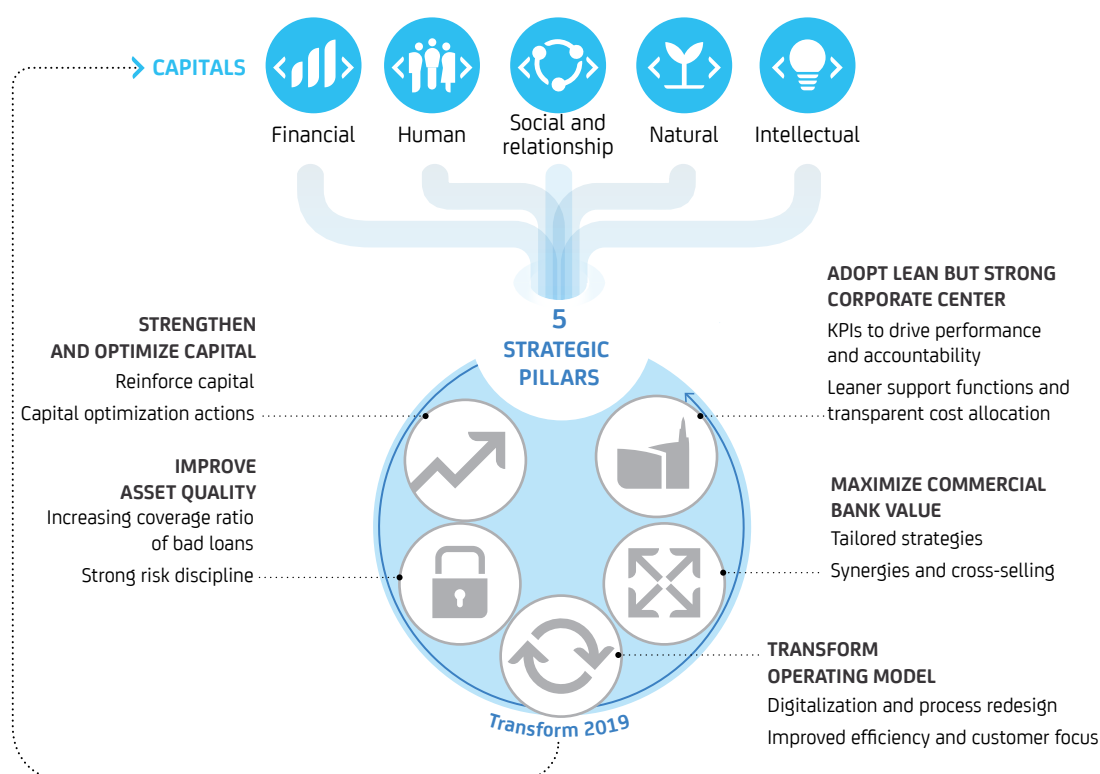 CAPITALS
Financial
Human
Social and
relationship
Natural
Intellectual
5
STRATEGIC
PILLARS
STRENGTHEN
AND OPTIMIZE CAPITAL
Reinforce capital
Capital optimization actions
IMPROVE
ASSET QUALITY
Increasing coverage ratio
of bad loans
Strong risk discipline
ADOPT LEAN BUT STRONG
CORPORATE CENTER
KPIs to drive performance
and accountability
Leaner support functions and
transparent cost allocation
MAXIMIZE COMMERCIAL
BANK VALUE
Tailored strategies
Synergies and cross-selling
TRANSFORM
OPERATING MODEL
Digitalization and process redesign
Improved efficiency and customer focus
Transform 2019